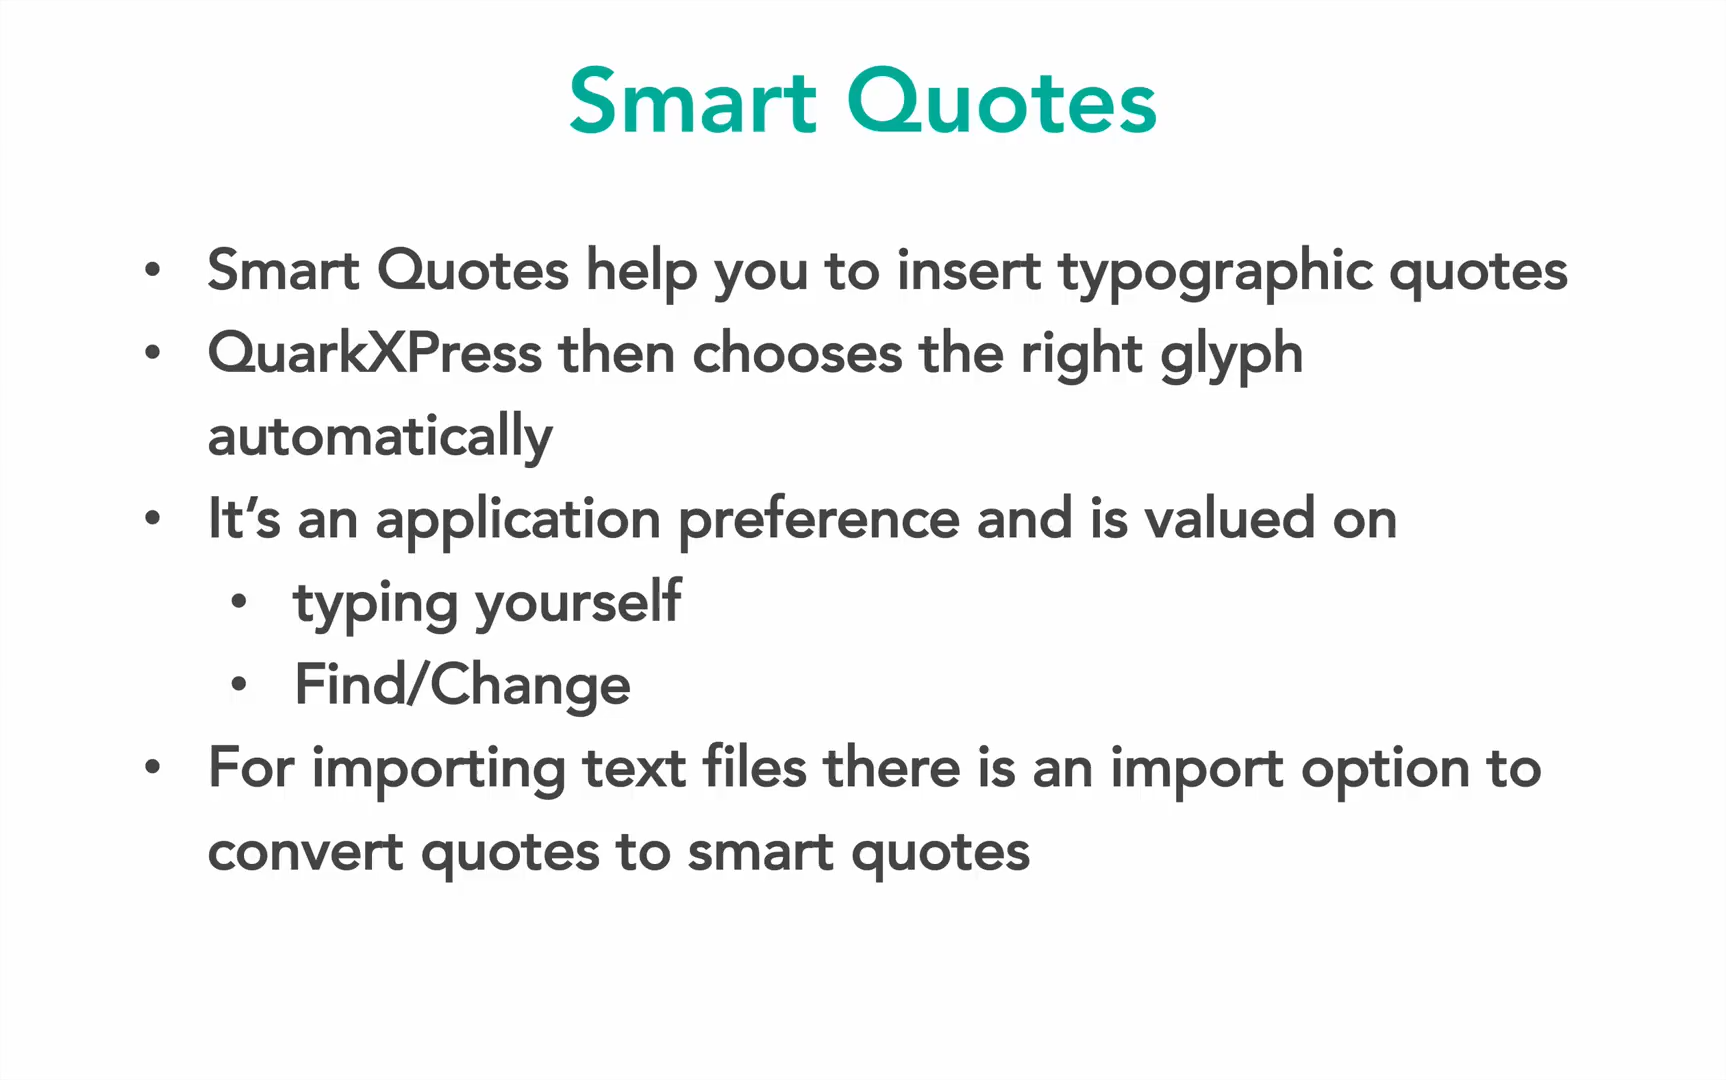 Smart Quotes
• Smart Quotes help you to insert typographic quotes
• QuarkXPress then chooses the right glyph
automatically
• It’s an application preference and is valued on
• typing yourself
• Find/Change
• For importing text files there is an import option to
convert quotes to smart quotes